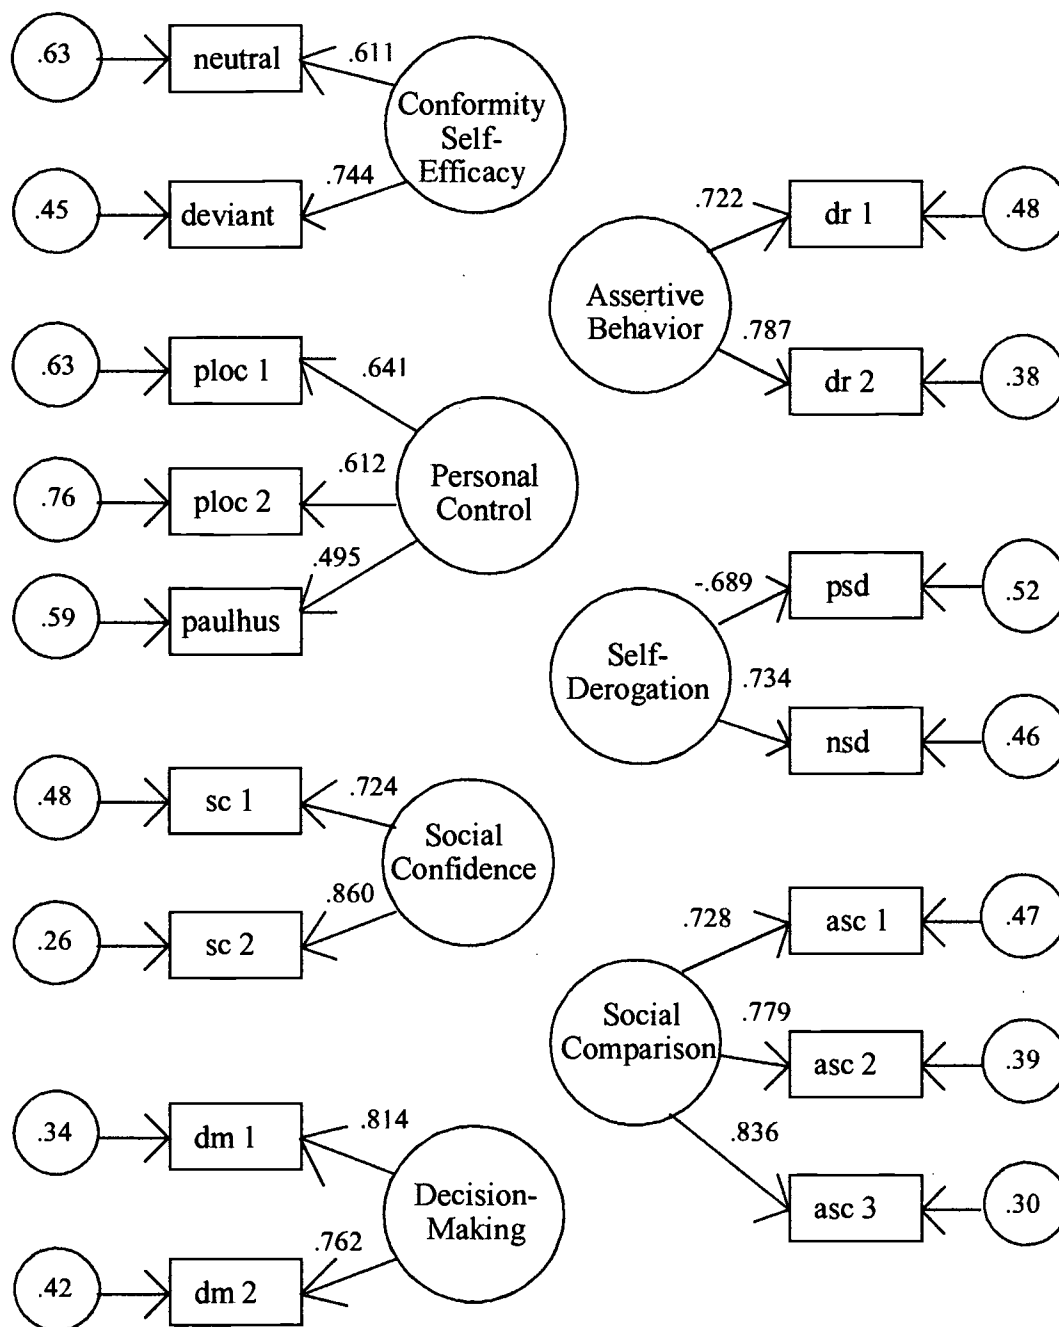 .63
neutral
.611
Conformity
Self-
Efficacy
.45
deviant
.744
.63
ploc 1
.641
.76
ploc 2
.612
Personal
Control
.59
paulhus
.495
.48
sc 1
.724
Social
Confidence
.26
sc 2
.860
.34
dm 1
.814
Decision-
Making
.42
dm 2
.762
.722
dr 1
.48
Assertive
Behavior
.787
dr 2
.38
-.689
psd
.52
Self-
Derogation
.734
nsd
.46
.728
asc 1
.47
Social
Comparison
.779
asc 2
.39
.836
asc 3
.30